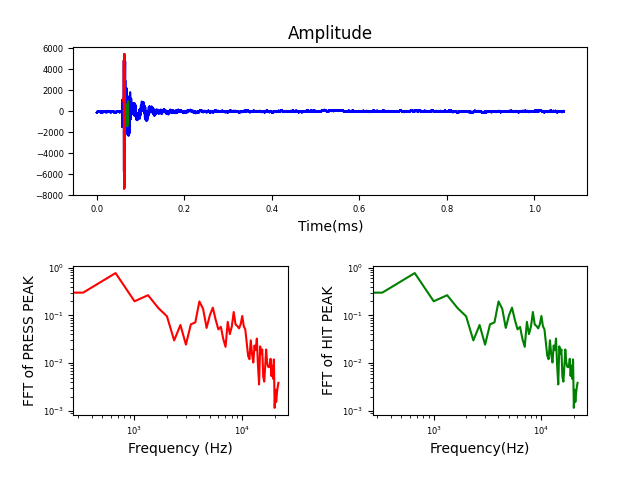 Amplitude
6000
4000
2000
0
−2000
−4000
−6000
−8000
0.0 0.2 0.4 0.6 0.8 1.0
Time(ms)
FFT of PRESS PEAK
10⁰
10⁻¹
10⁻²
10⁻³
10³ 10⁴
Frequency (Hz)
FFT of HIT PEAK
10⁰
10⁻¹
10⁻²
10⁻³
10³ 10⁴
Frequency(Hz)